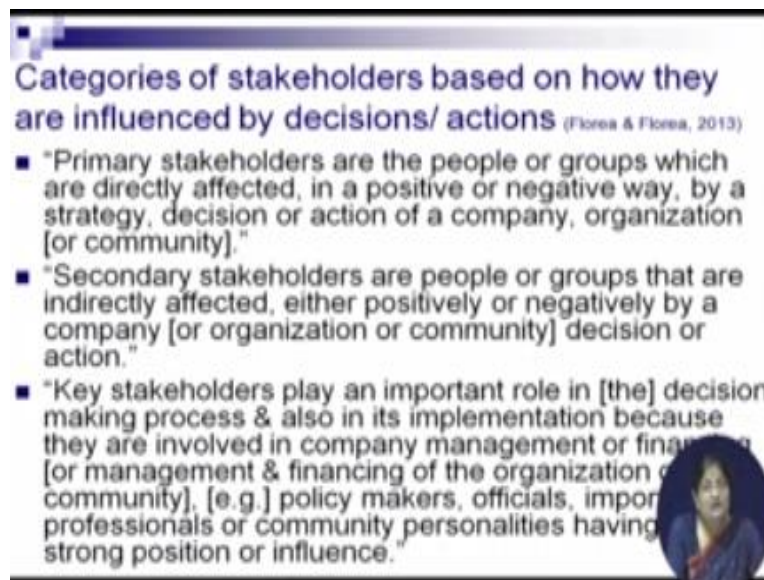 Categories of stakeholders based on how they
are influenced by decisions/ actions (Florea & Florea, 2013)
"Primary stakeholders are the people or groups which
are directly affected, in a positive or negative way, by a
strategy, decision or action of a company, organization
[or community]."
"Secondary stakeholders are people or groups that are
indirectly affected, either positively or negatively by a
company [or organization or community] decision or
action."
"Key stakeholders play an important role in [the] decision
making process & also in its implementation because
they are involved in company management or
[or management & financing of the organization
community], [e.g.] policy makers, officials,
professionals or community personalities having
strong position or influence."